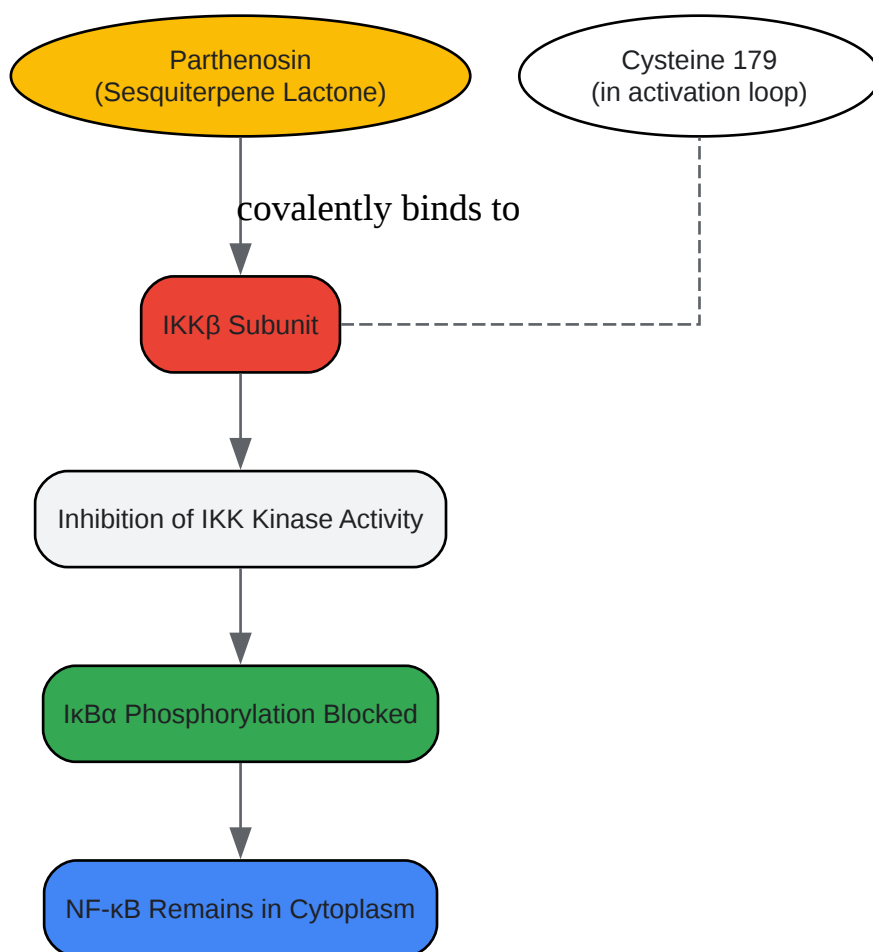 Parthenosin
(Sesquiterpene Lactone)
Cysteine 179
(in activation loop)
covalently binds to
IKKβ Subunit
Inhibition of IKK Kinase Activity
IκBα Phosphorylation Blocked
NF-κB Remains in Cytoplasm